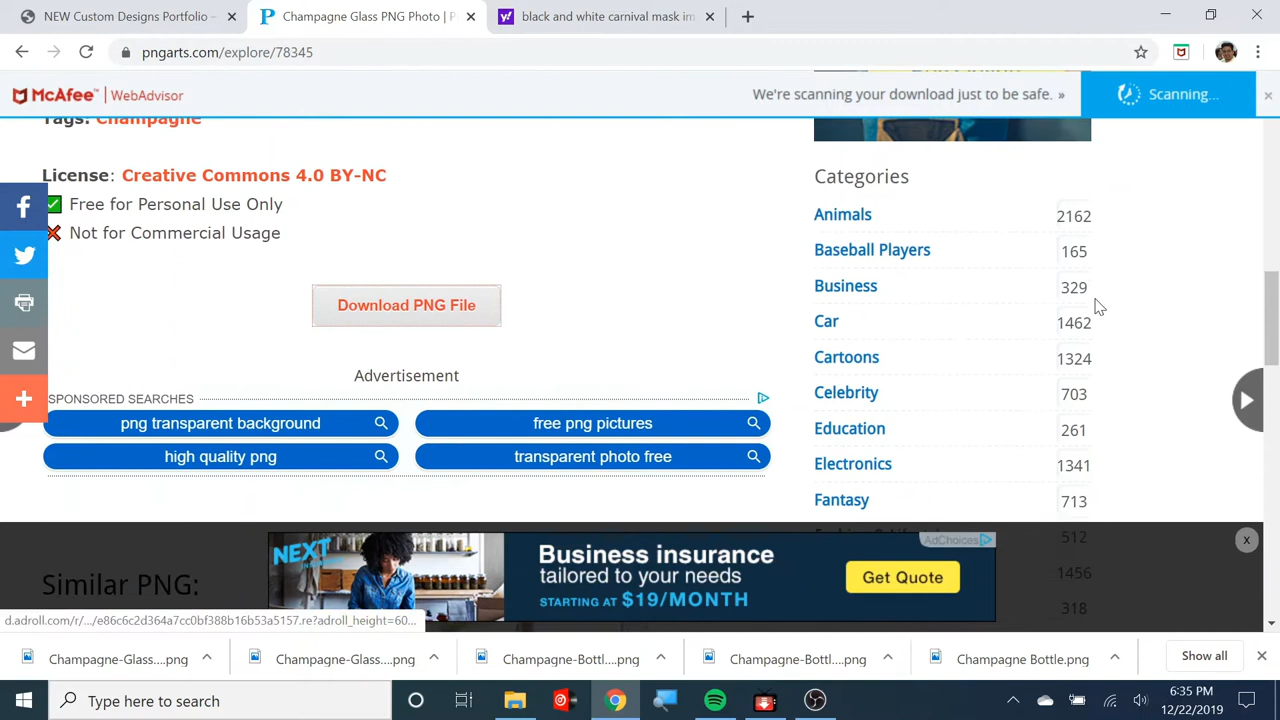 NEW Custom Designs Portfolio -
Champagne Glass PNG Photo | P
black and white carnival mask im
pngarts.com/explore/78345
McAfee™ | WebAdvisor
We're scanning your download just to be safe. »
Scanning...
Tags: Champagne
License: Creative Commons 4.0 BY-NC
Free for Personal Use Only
Not for Commercial Usage
Download PNG File
Advertisement
SPONSORED SEARCHES
png transparent background
free png pictures
high quality png
transparent photo free
Categories
Animals 2162
Baseball Players 165
Business 329
Car 1462
Cartoons 1324
Celebrity 703
Education 261
Electronics 1341
Fantasy 713
512
1456
318
Similar PNG:
NEXT
Business insurance
tailored to your needs
STARTING AT $19/MONTH
AdChoices
Get Quote
x
d.adroll.com/r/.../e86c6c2d364a7cc0bf388b16b53a5157.re?adroll_height=60...
Champagne-Glass....png
Champagne-Glass....png
Champagne-Bottl....png
Champagne-Bottl....png
Champagne Bottle.png
Show all
Type here to search
6:35 PM
12/22/2019